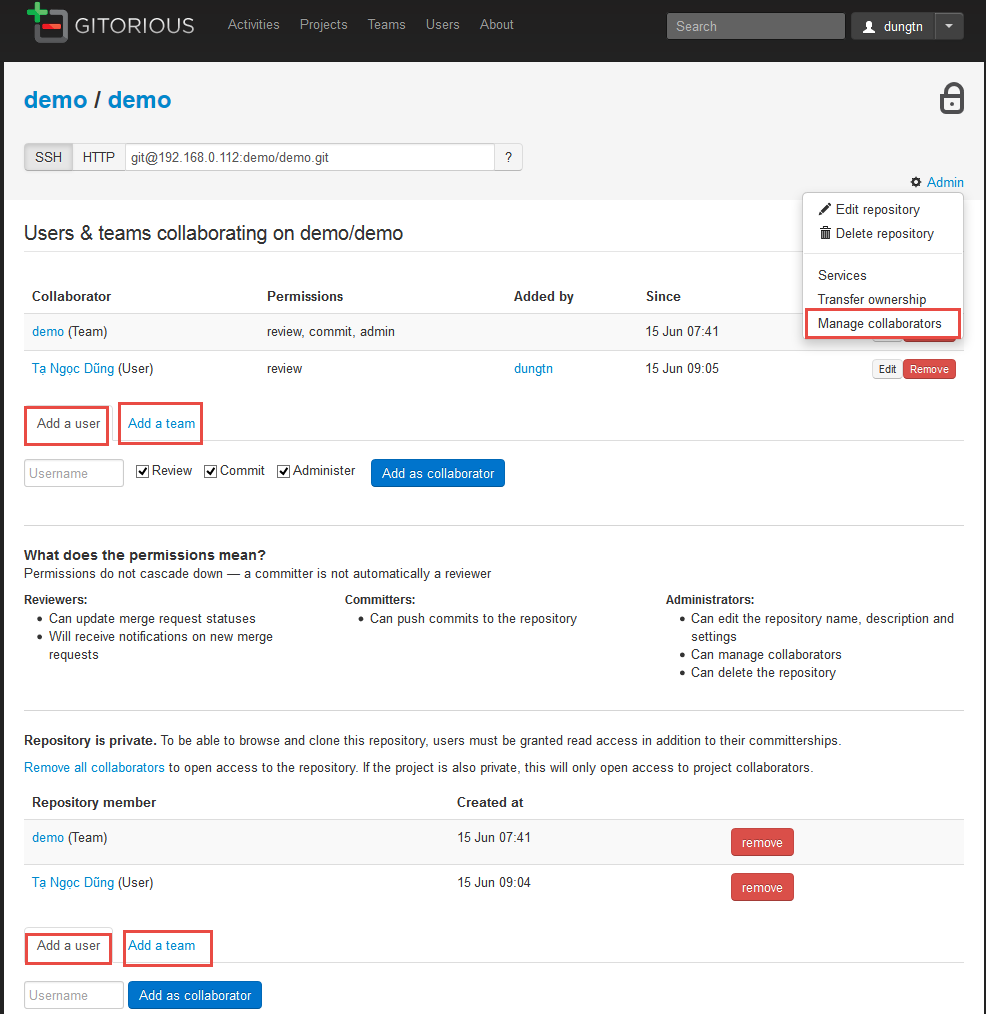 GITORIOUS Activities Projects Teams Users About Search dungtn
demo / demo
SSH HTTP git@192.168.0.112:demo/demo.git ?
Admin
Edit repository
Delete repository
Services
Transfer ownership
Manage collaborators
Users & teams collaborating on demo/demo
Collaborator Permissions Added by Since
demo (Team) review, commit, admin 15 Jun 07:41
Tạ Ngọc Dũng (User) review dungtn 15 Jun 09:05 Edit Remove
Add a user Add a team
Username Review Commit Administer Add as collaborator
What does the permissions mean?
Permissions do not cascade down — a committer is not automatically a reviewer
Reviewers:
• Can update merge request statuses
• Will receive notifications on new merge
requests
Committers:
• Can push commits to the repository
Administrators:
• Can edit the repository name, description and
settings
• Can manage collaborators
• Can delete the repository
Repository is private. To be able to browse and clone this repository, users must be granted read access in addition to their committerships.
Remove all collaborators to open access to the repository. If the project is also private, this will only open access to project collaborators.
Repository member Created at
demo (Team) 15 Jun 07:41 remove
Tạ Ngọc Dũng (User) 15 Jun 09:04 remove
Add a user Add a team
Username Add as collaborator